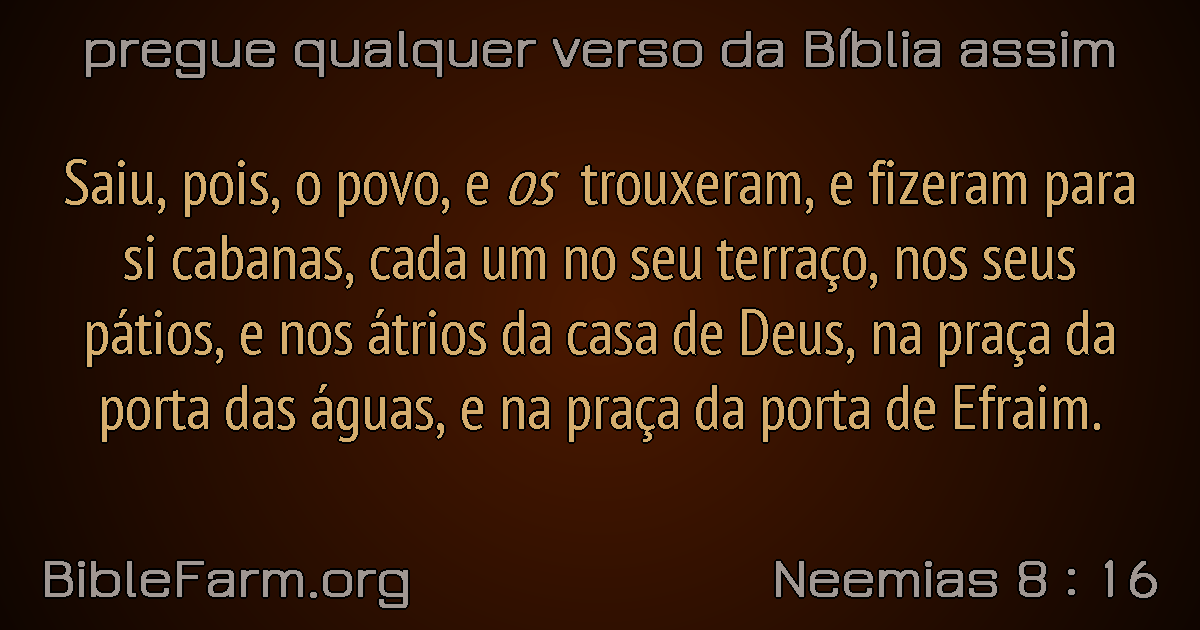 pregue qualquer verso da Bíblia assim
Saiu, pois, o povo, e os trouxeram, e fizeram para
si cabanas, cada um no seu terraço, nos seus
pátios, e nos átrios da casa de Deus, na praça da
porta das águas, e na praça da porta de Efraim.
BibleFarm.org
Neemias 8 : 16